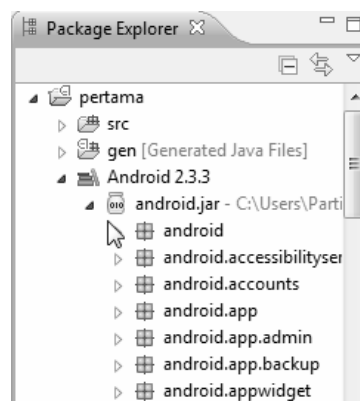 Package Explorer
pertama
src
gen [Generated Java Files]
Android 2.3.3
android.jar - C:\Users\Parti
android
android.accessibilityser
android.accounts
android.app
android.app.admin
android.app.backup
android.appwidget